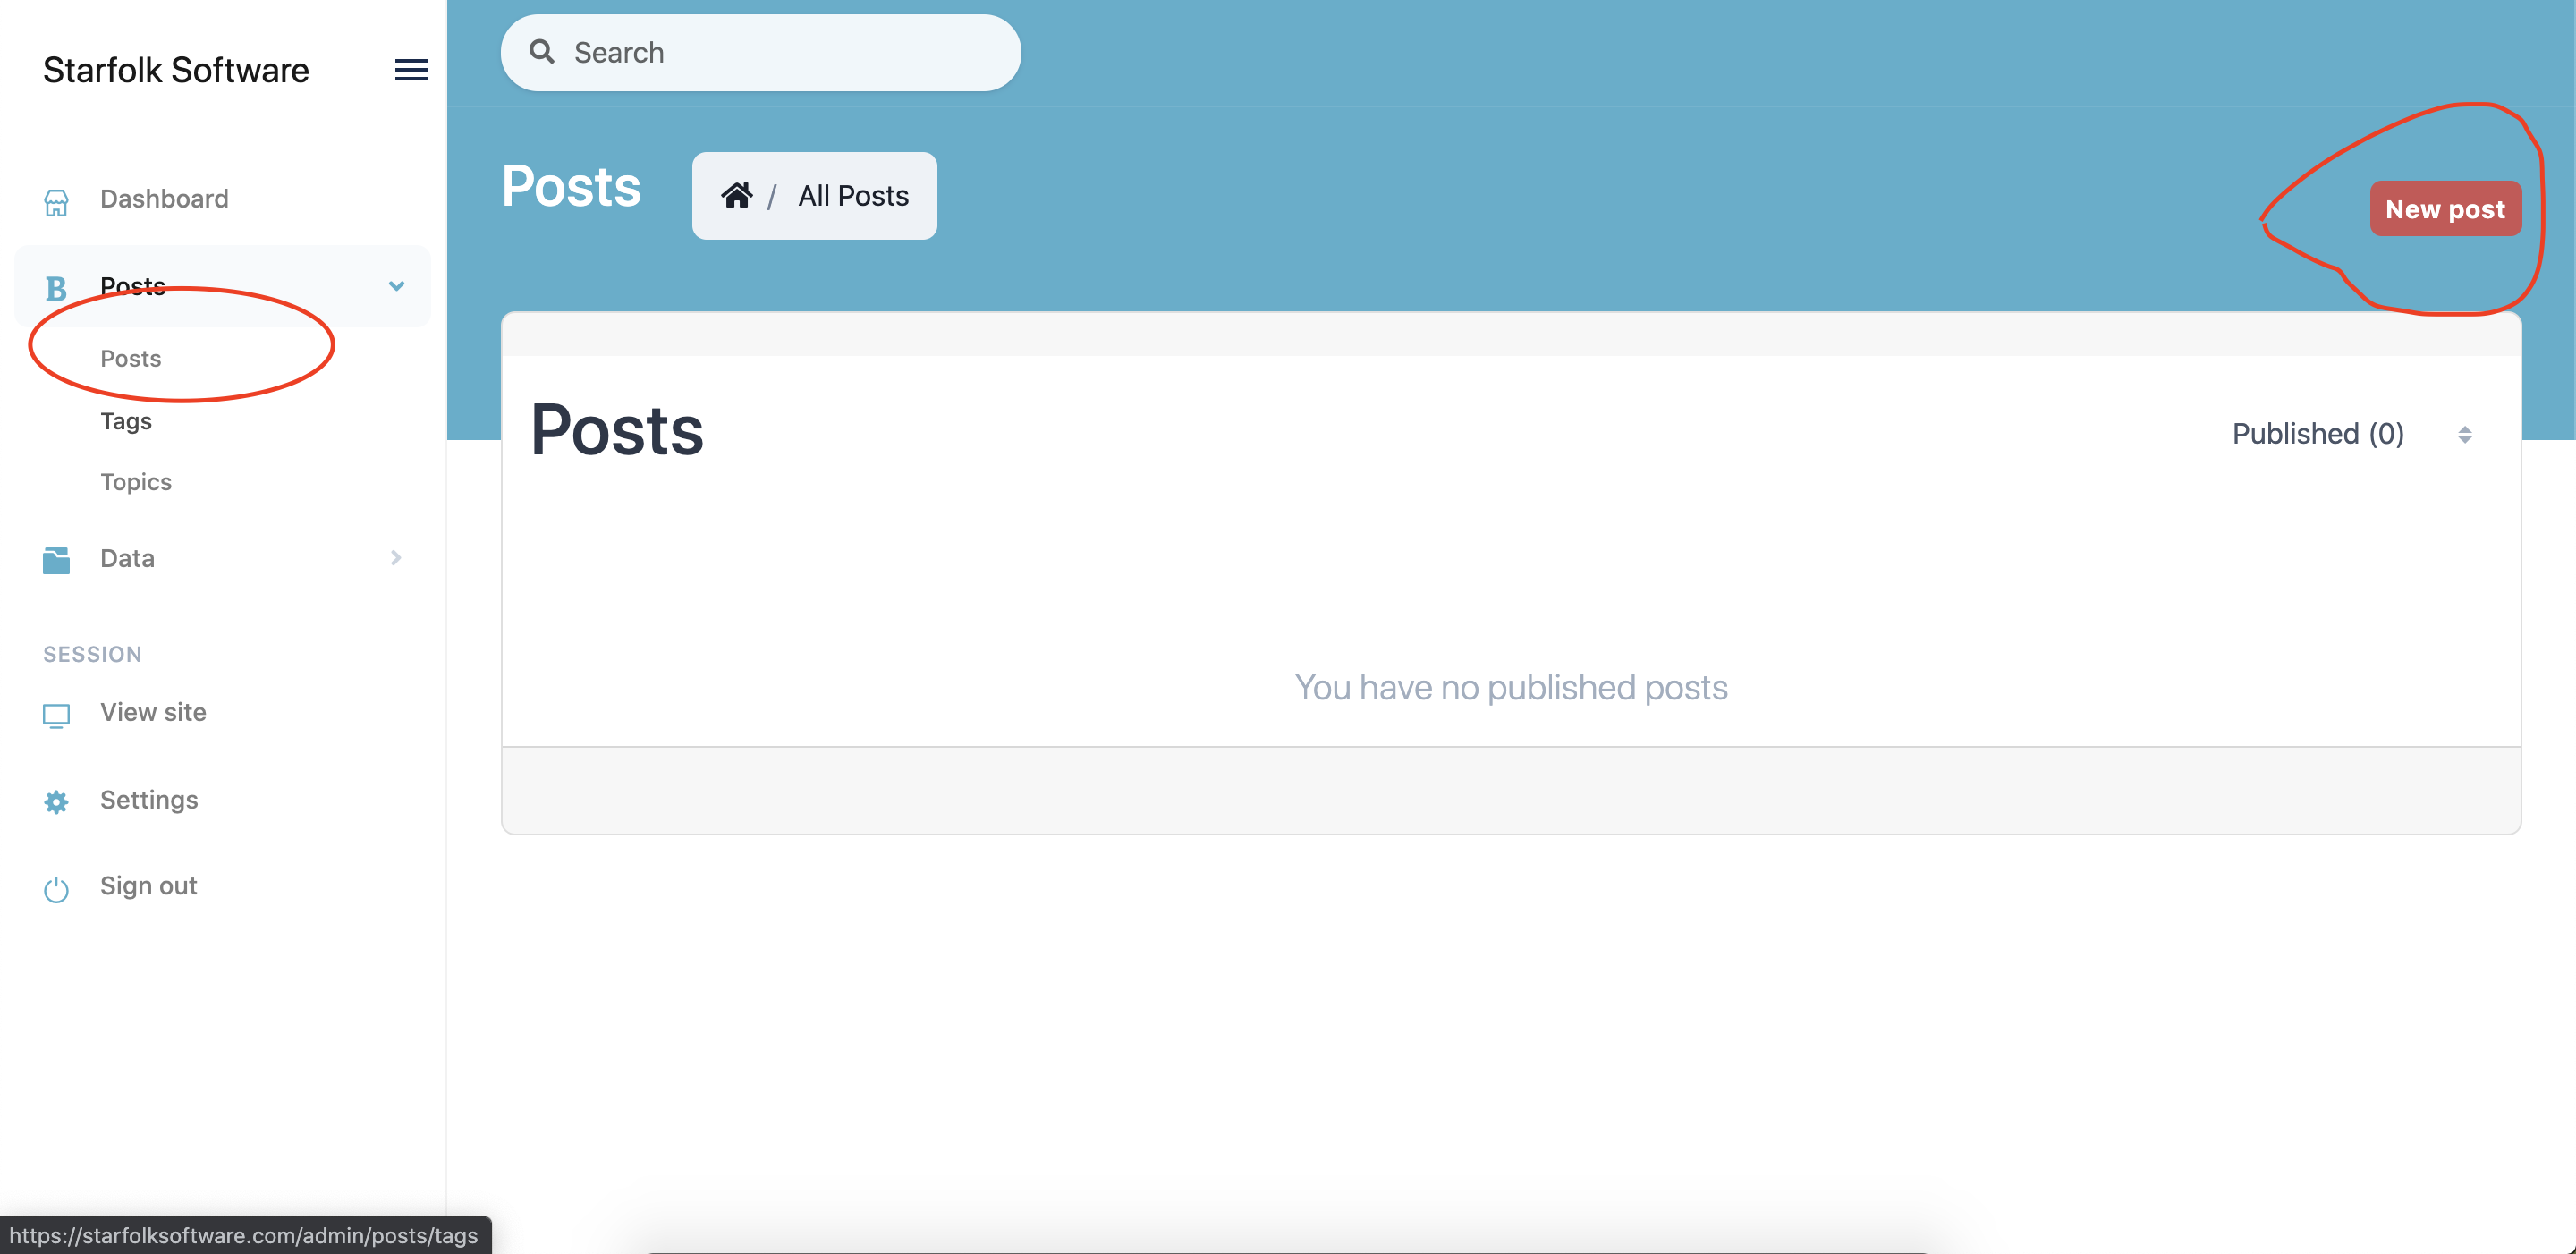 Starfolk Software
Search
Dashboard
Posts
Posts
Tags
Topics
Data
SESSION
View site
Settings
Sign out
Posts
/ All Posts
New post
Posts
Published (0)
You have no published posts
https://starfolksoftware.com/admin/posts/tags